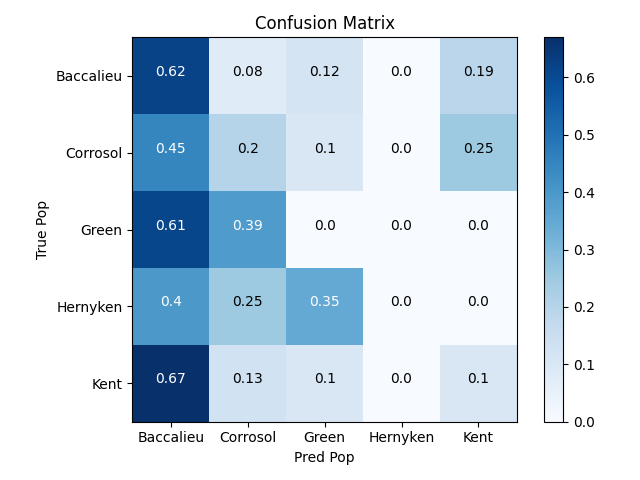 Confusion Matrix
Baccalieu 0.62 0.08 0.12 0.0 0.19
Corrosol 0.45 0.2 0.1 0.0 0.25
Green 0.61 0.39 0.0 0.0 0.0
Hernyken 0.4 0.25 0.35 0.0 0.0
Kent 0.67 0.13 0.1 0.0 0.1
Baccalieu Corrosol Green Hernyken Kent
Pred Pop
True Pop
0.6
0.5
0.4
0.3
0.2
0.1
0.0